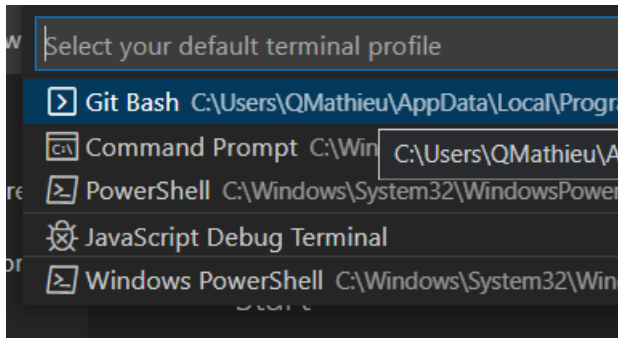 Select your default terminal profile
Git Bash C:\Users\QMathieu\AppData\Local\Progra
Command Prompt C:\Win
C:\Users\QMathieu\A
PowerShell C:\Windows\System32\WindowsPower
JavaScript Debug Terminal
Windows PowerShell C:\Windows\System32\Win
Start